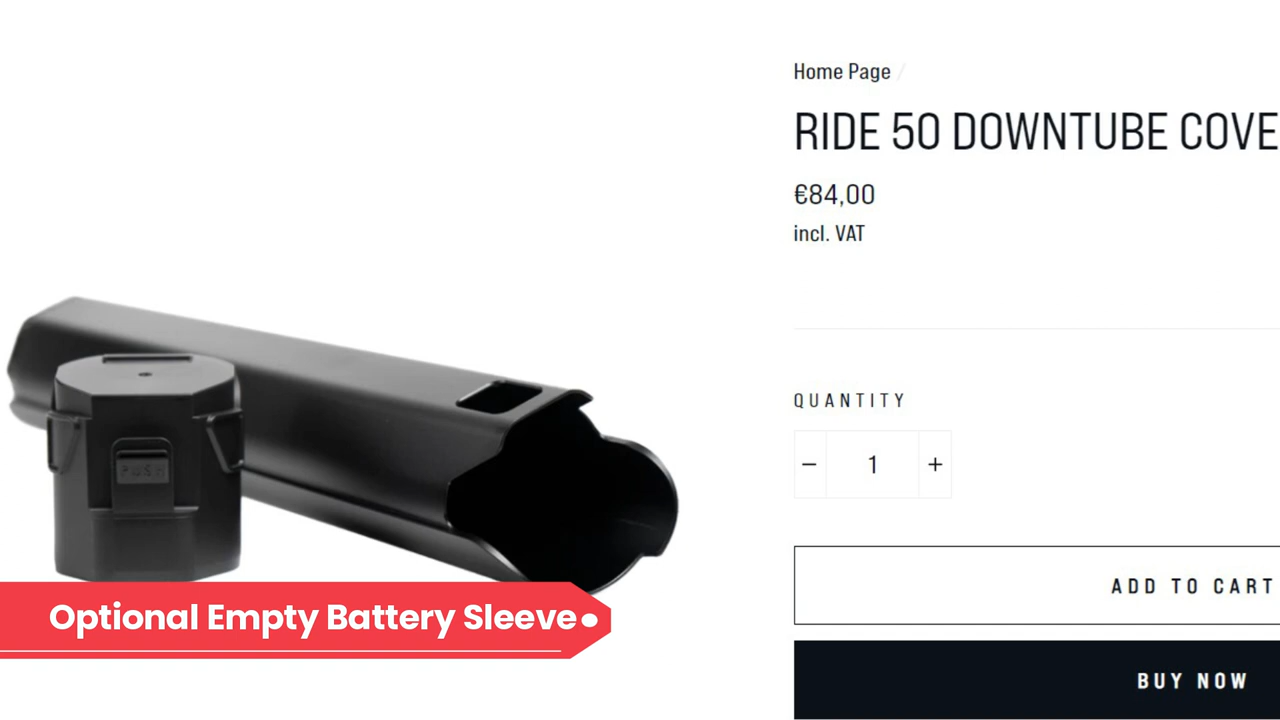 Home Page /
RIDE 50 DOWNTUBE COVE
€84,00
incl. VAT
QUANTITY
− 1 +
PUSH
ADD TO CART
Optional Empty Battery Sleeve
BUY NOW